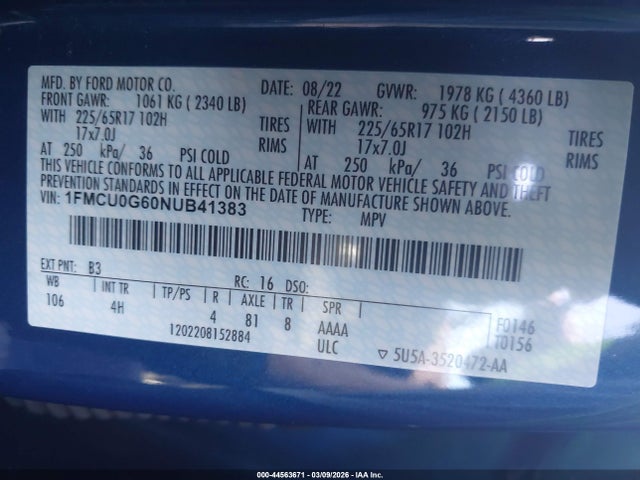 MFD. BY FORD MOTOR CO. DATE: 08/22 GVWR: 1978 KG ( 4360 LB)
FRONT GAWR: 1061 KG ( 2340 LB) REAR GAWR: 975 KG ( 2150 LB)
WITH 225/65R17 102H TIRES WITH 225/65R17 102H TIRES
17x7.0J RIMS 17x7.0J RIMS
AT 250 kPa/ 36 PSI COLD AT 250 kPa/ 36 PSI COLD
THIS VEHICLE CONFORMS TO ALL APPLICABLE FEDERAL MOTOR VEHICLE SAFETY AND THEFT
PREVENTION STANDARDS IN EFFECT ON THE DATE OF MANUFACTURE SHOWN ABOVE.
VIN: 1FMCU0G60NUB41383 TYPE: MPV
EXT PNT: B3 RC: 16 DSO:
WB INT TR TP/PS R AXLE TR SPR
106 4H 4 81 8 AAAA F0146
1202208152884 ULC T0156
5U5A-3520472-AA
000-44563671 - 03/09/2026 - IAA Inc.